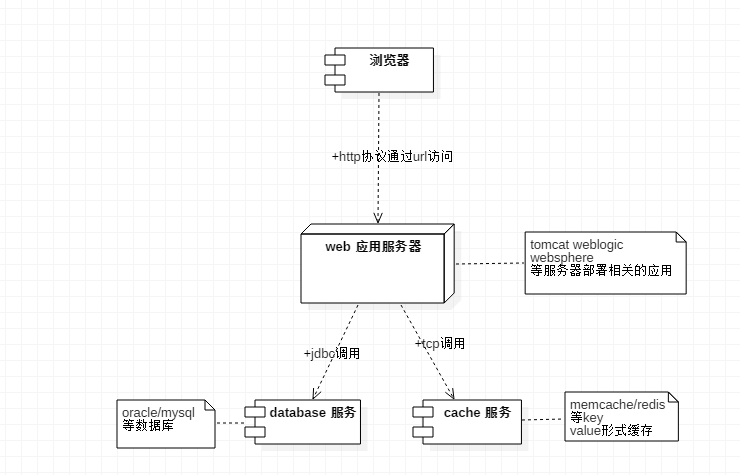 浏览器
+http协议通过url访问
web 应用服务器
tomcat weblogic
websphere
等服务器部署相关的应用
+jdbc调用
+tcp调用
oracle/mysql
等数据库
database 服务
cache 服务
memcache/redis
等key
value形式缓存